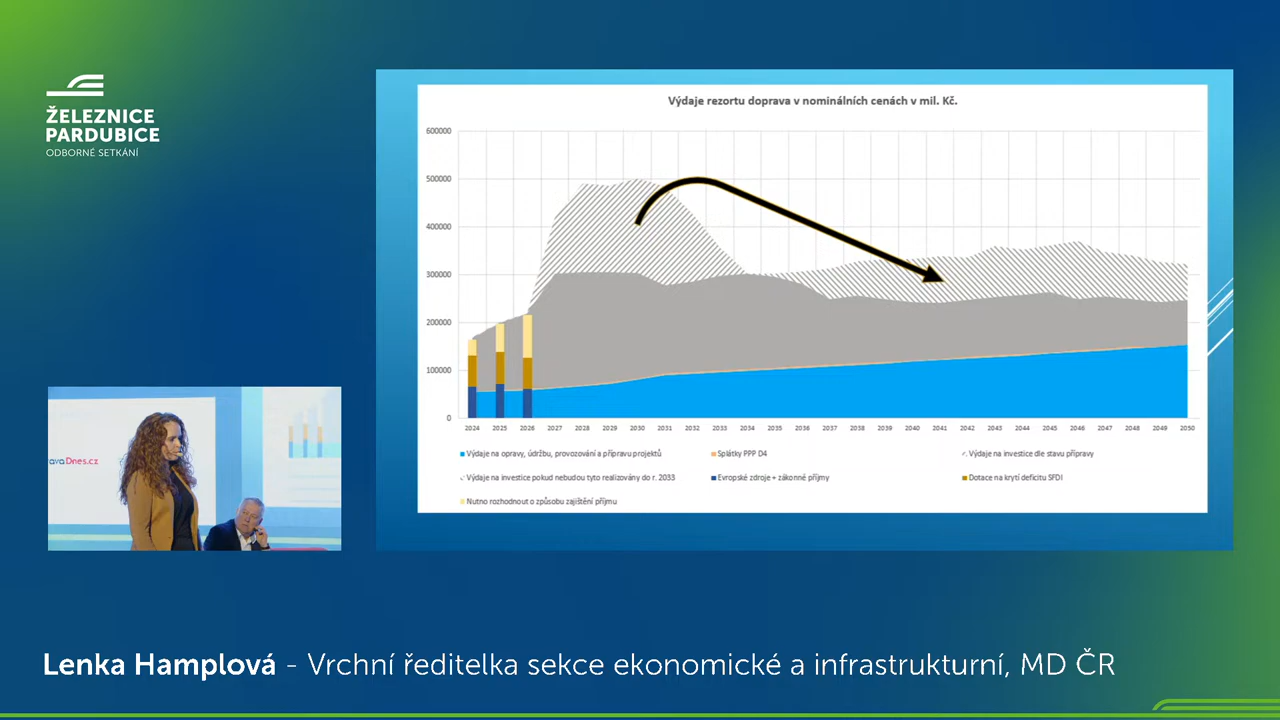 ŽELEZNICE
PARDUBICE
ODBORNÉ SETKÁNÍ
Výdaje rezortu doprava v nominálních cenách v mil. Kč.
600000
500000
400000
300000
200000
100000
0
2024 2025 2026 2027 2028 2029 2030 2031 2032 2033 2034 2035 2036 2037 2038 2039 2040 2041 2042 2043 2044 2045 2046 2047 2048 2049 2050
Výdaje na opravy, údržbu, provozování a přípravu projektů
Splátky PPP D4
Výdaje na investice dle stavu přípravy
Výdaje na investice pokud nebudou tyto realizovány do r. 2033
Evropské zdroje + zákonné příjmy
Dotace na krytí deficitu SFDI
Nutno rozhodnout o způsobu zajištění příjmu
avaDnes.cz
Lenka Hamplová - Vrchní ředitelka sekce ekonomické a infrastrukturní, MD ČR